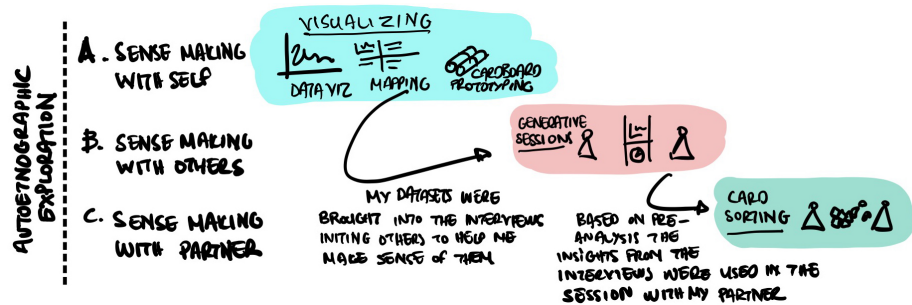 AUTOETNOGRAPHIC
EXPLORATION
A. SENSE MAKING
WITH SELF
B. SENSE MAKING
WITH OTHERS
C. SENSE MAKING
WITH PARTNER
VISUALIZING
DATA VIZ
MAPPING
CARDBOARD
PROTOTYPING
MY DATASETS WERE
BROUGHT INTO THE INTERVIEWS
INITING OTHERS TO HELP ME
MAKE SENSE OF THEM
GENERATIVE
SESSIONS
BASED ON PRE-
ANALYSIS THE
INSIGHTS FROM THE
INTERVIEWS WERE USED IN THE
SESSION WITH MY PARTNER
CARD
SORTING